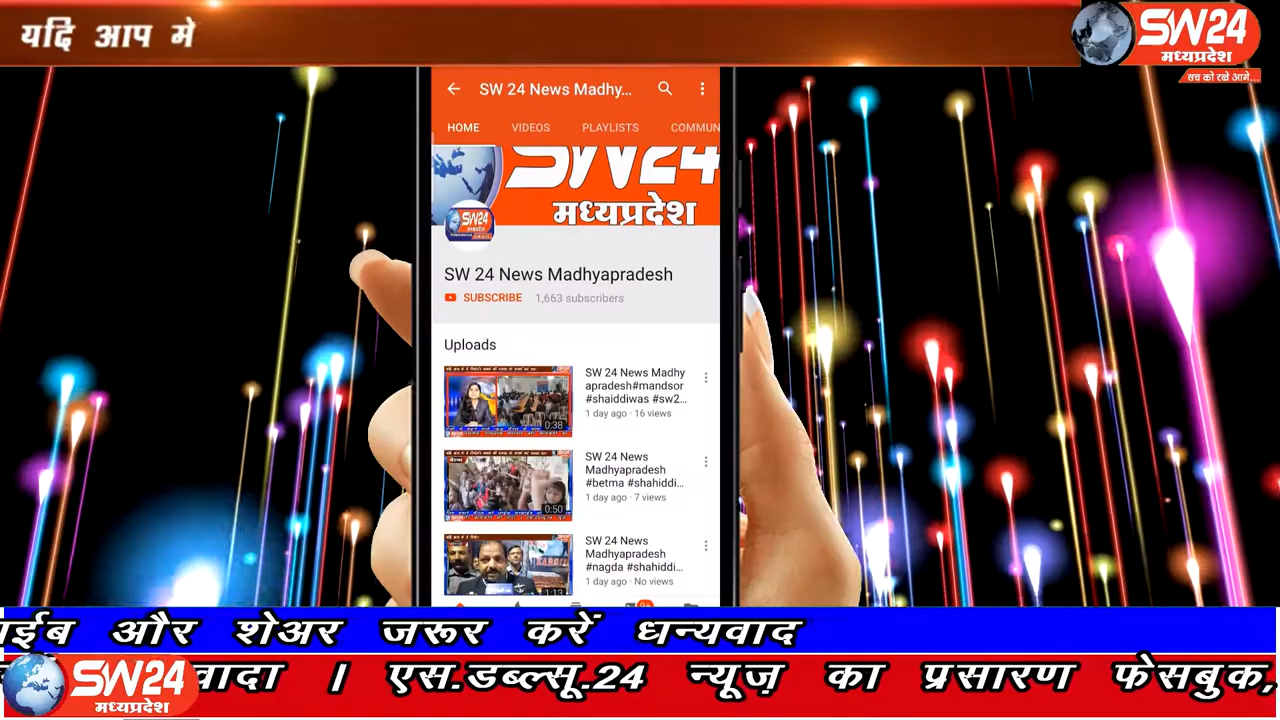 यदि आप मे
SW24
मध्यप्रदेश
सच को रखे आगे...
SW 24 News Madhy...
HOME VIDEOS PLAYLISTS COMMUN
SW24
मध्यप्रदेश
SW24
SW 24 News Madhyapradesh
SUBSCRIBE 1,663 subscribers
Uploads
SW 24 News Madhy
apradesh#mandsor
#shaiddiwas #sw2...
1 day ago · 16 views
0:38
SW 24 News
Madhyapradesh
#betma #shahiddi...
1 day ago · 7 views
0:50
SW 24 News
Madhyapradesh
#nagda #shahiddi...
1 day ago · No views
1:13
9+
ाईब और शेअर जरूर करें धन्यवाद
वादा । एस.डब्ल्सू.24 न्यूज़ का प्रसारण फेसबुक,
SW24
मध्यप्रदेश